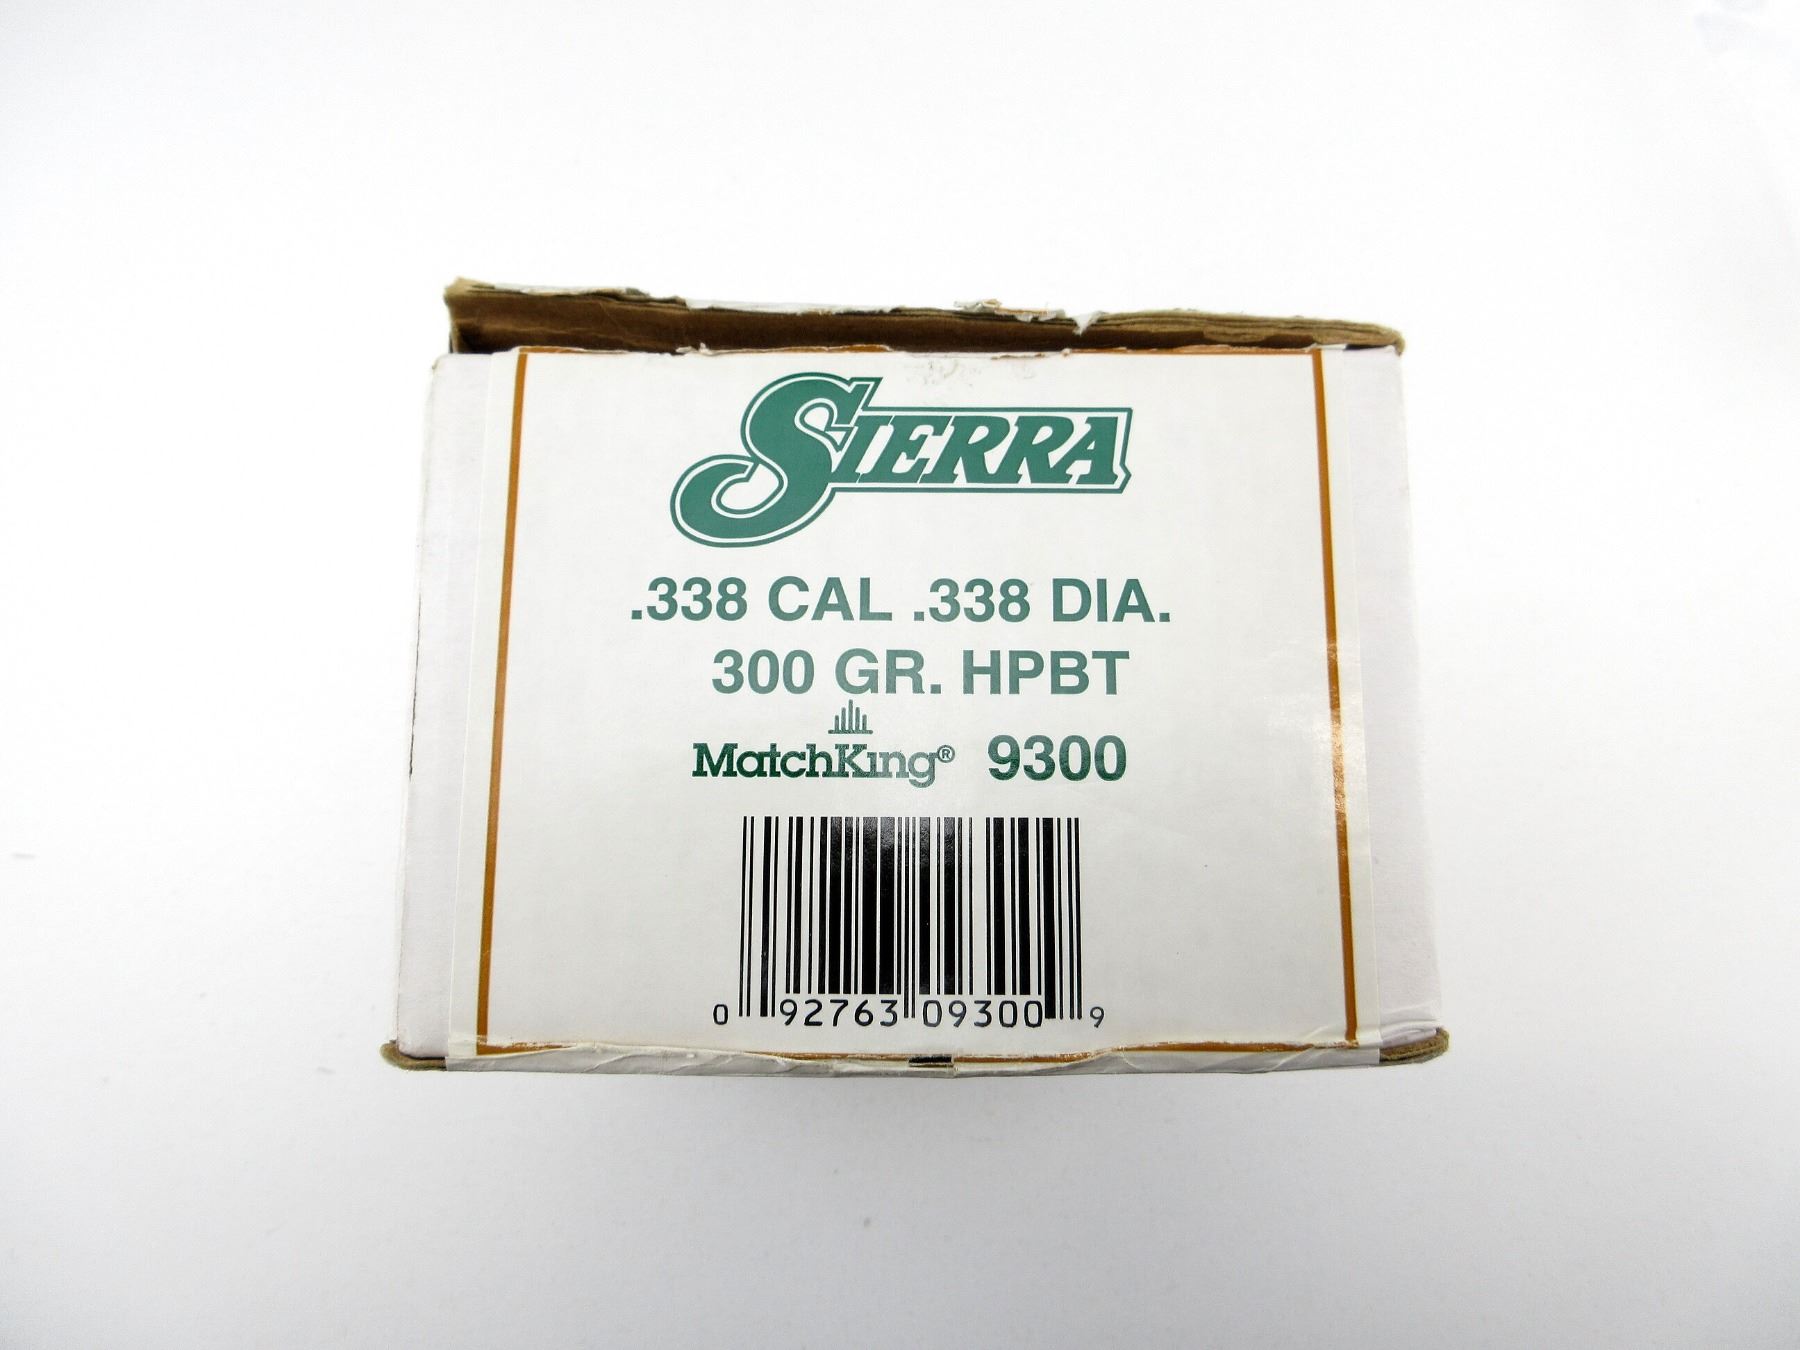 SIERRA
.338 CAL .338 DIA.
300 GR. HPBT
MatchKing® 9300
0 92763 09300 9